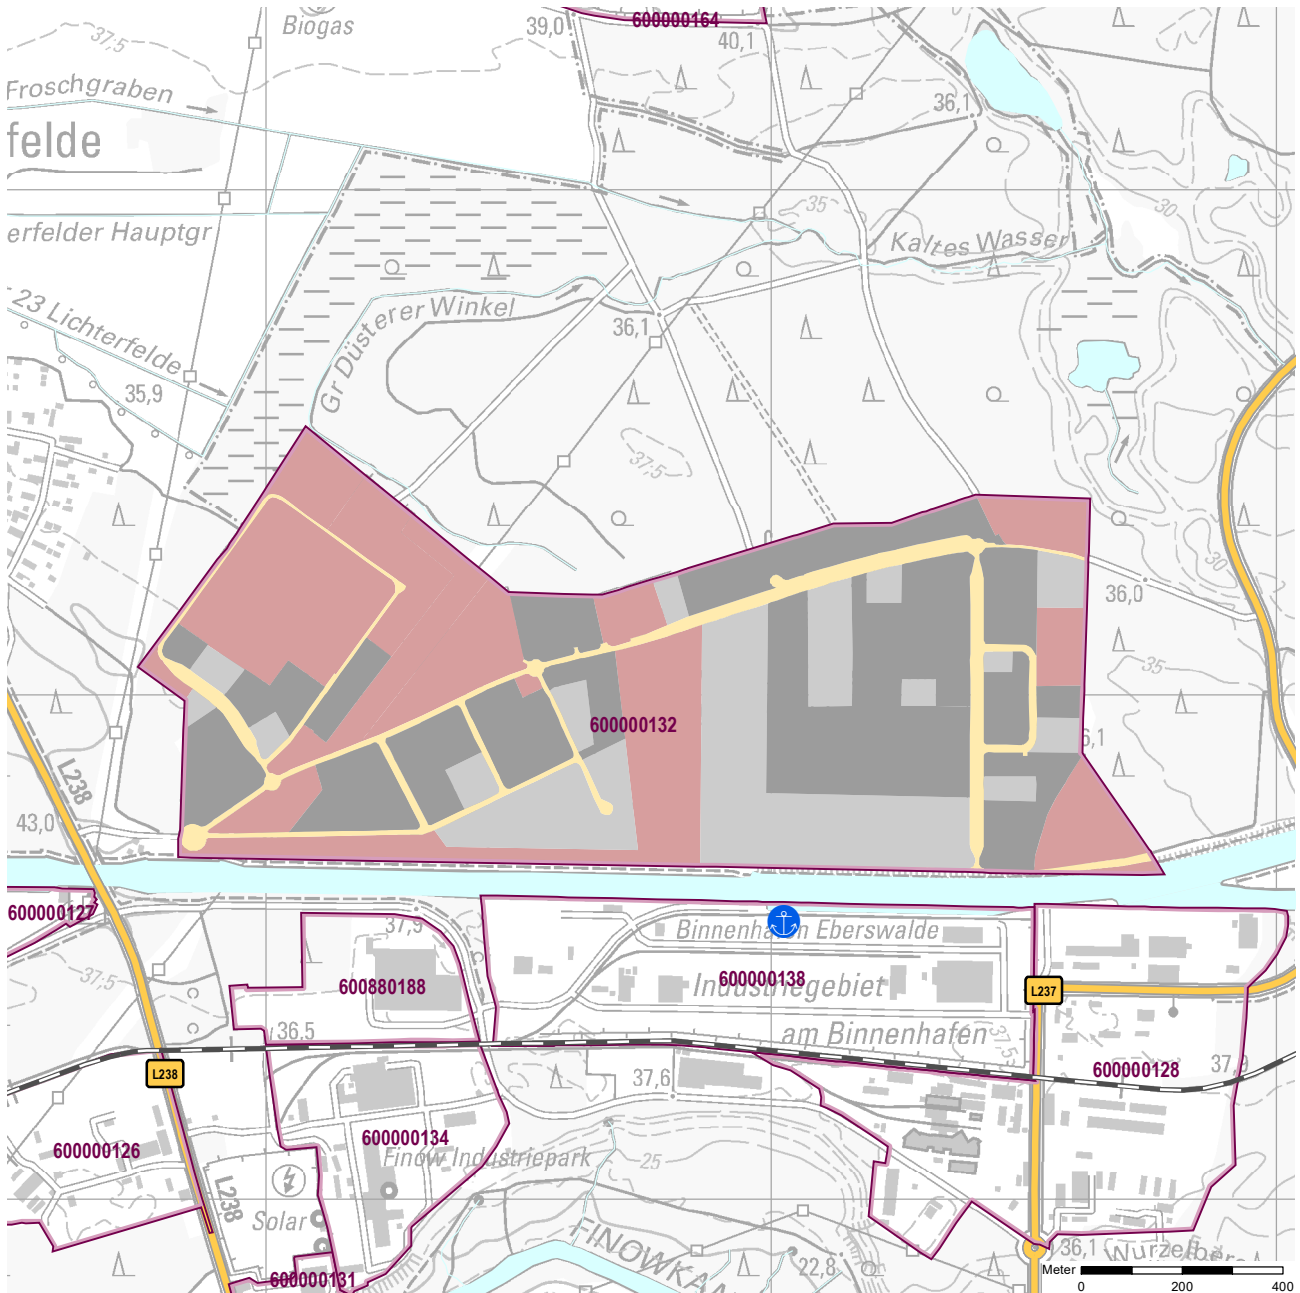 Biogas
37,5
39,0
600000164
40,1
Froschgraben
36,1
felde
35
30
erfelder Hauptgr
Kaltes Wasser
23 Lichterfelde
Gr Düsterer Winkel
36,1
35,9
37,5
30
36,0
35
600000132
L238
43,0
600000127
37,9
Binnenhafen Eberswalde
37,5
600880188
600000138
Industriegebiet
L237
36,5
am Binnenhafen
37,5
L238
37,6
600000128
600000134
600000126
Finow Industriepark
25
L238
Solar
FINOWKA
36,1
Wurzelber
22,8
600000131
Meter
0
200
400